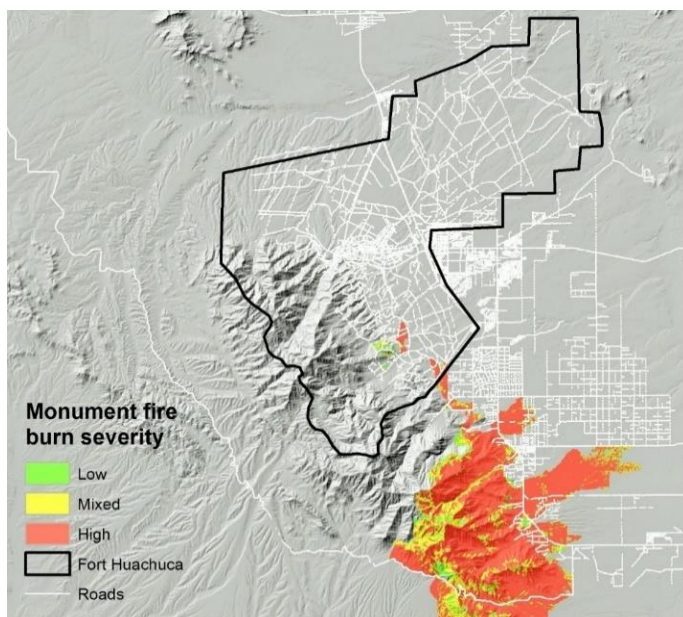 Monument fire
burn severity
Low
Mixed
High
Fort Huachuca
Roads